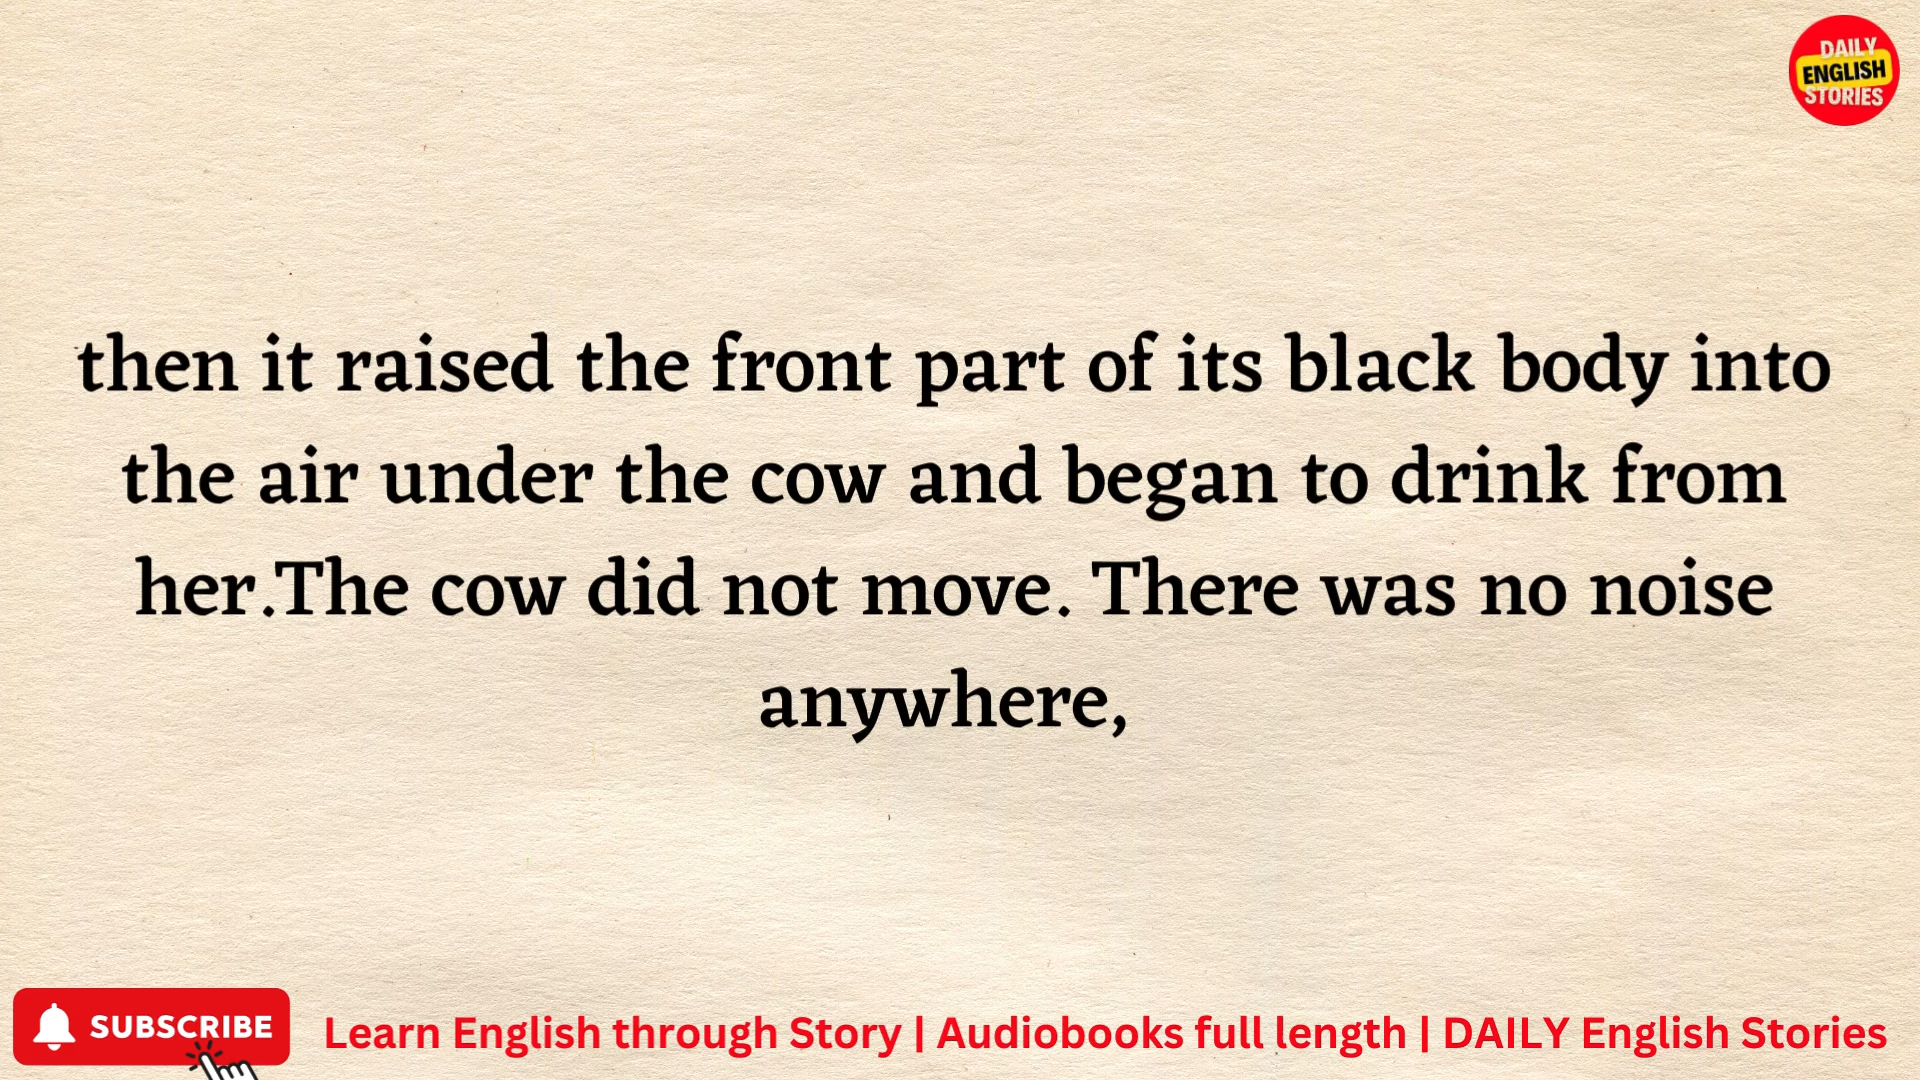 DAILY
ENGLISH
STORIES
then it raised the front part of its black body into
the air under the cow and began to drink from
her.The cow did not move. There was no noise
anywhere,
SUBSCRIBE
Learn English through Story | Audiobooks full length | DAILY English Stories